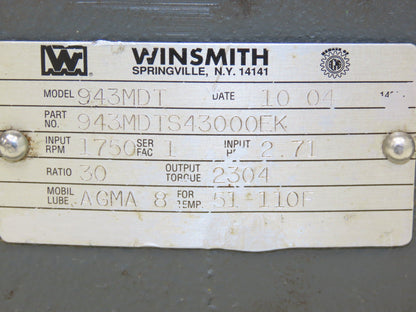 WINSMITH
SPRINGVILLE, N.Y. 14141
MODEL 943MDT DATE 10 04
PART NO. 943MDTS43000EK
INPUT RPM 1750 SER FAC 1 INPUT 2.71
RATIO 30 OUTPUT TORQUE 2304
MOBIL LUBE AGMA 8 FOR TEMP. 51 110F